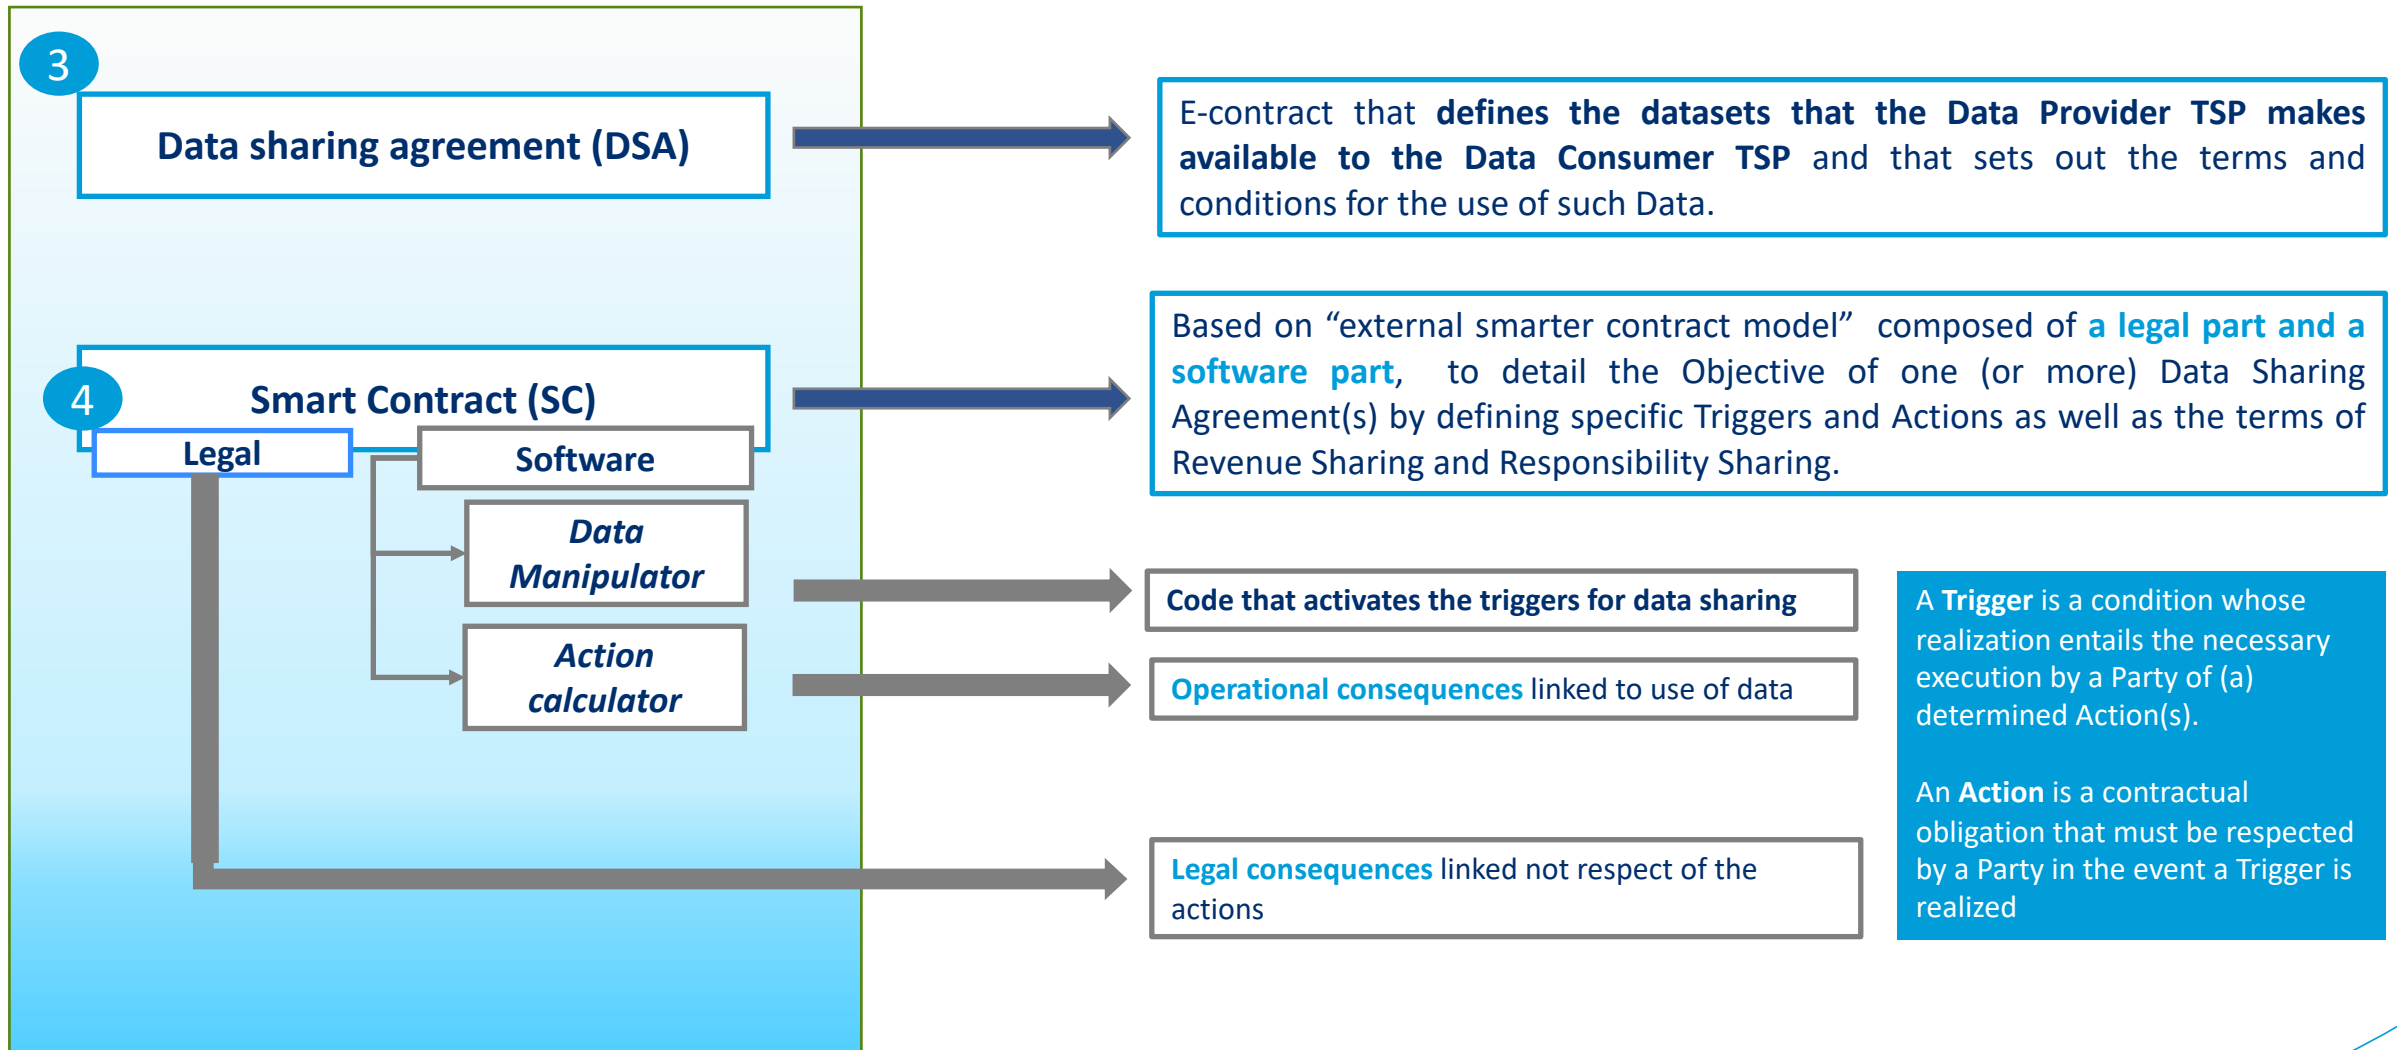 3
Data sharing agreement (DSA)
E-contract that defines the datasets that the Data Provider TSP makes
available to the Data Consumer TSP and that sets out the terms and
conditions for the use of such Data.
4
Smart Contract (SC)
Legal
Software
Data
Manipulator
Action
calculator
Based on “external smarter contract model” composed of a legal part and a
software part, to detail the Objective of one (or more) Data Sharing
Agreement(s) by defining specific Triggers and Actions as well as the terms of
Revenue Sharing and Responsibility Sharing.
Code that activates the triggers for data sharing
Operational consequences linked to use of data
Legal consequences linked not respect of the
actions
A Trigger is a condition whose
realization entails the necessary
execution by a Party of (a)
determined Action(s).
An Action is a contractual
obligation that must be respected
by a Party in the event a Trigger is
realized